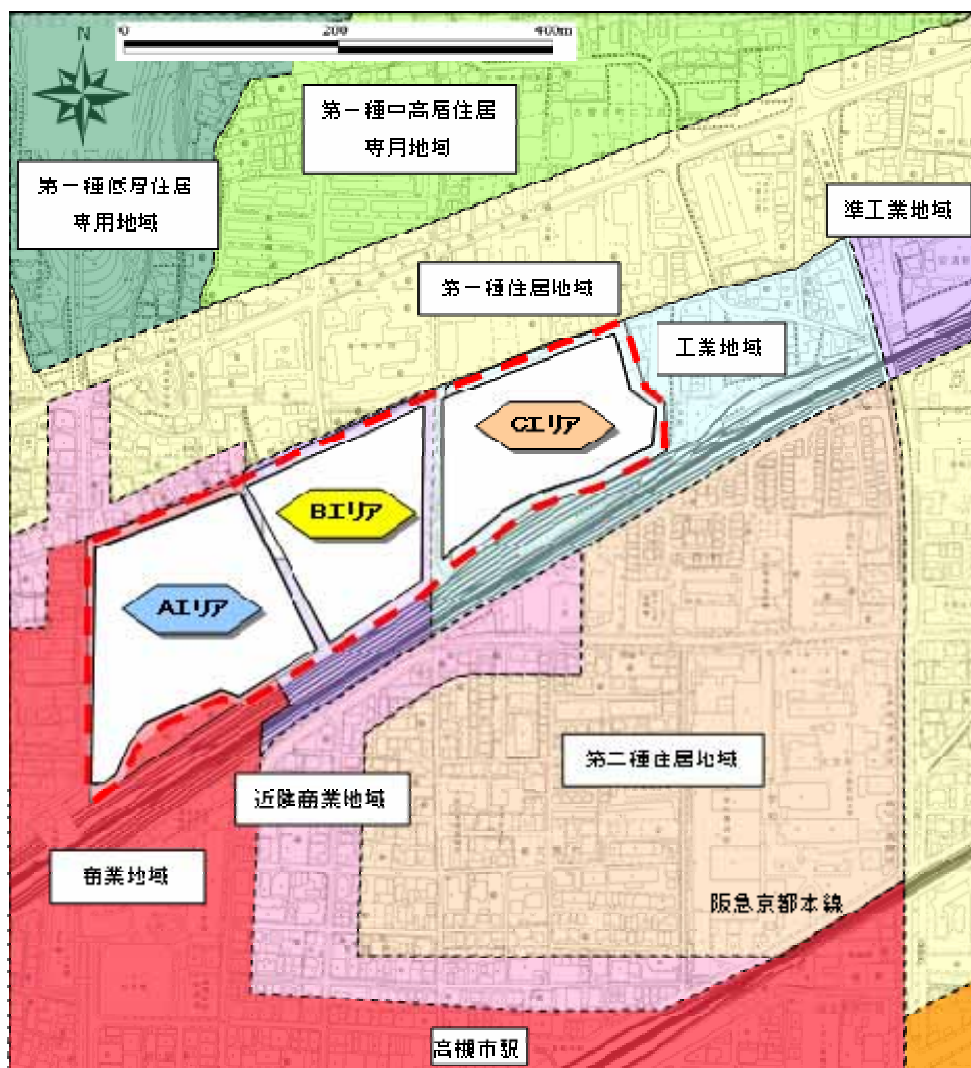 N
0 200 400m
第一種中高層住居
専用地域
第一種低層住居
専用地域
準工業地域
第一種住居地域
工業地域
Cエリア
Bエリア
Aエリア
第二種住居地域
近隣商業地域
商業地域
阪急京都本線
高槻市駅